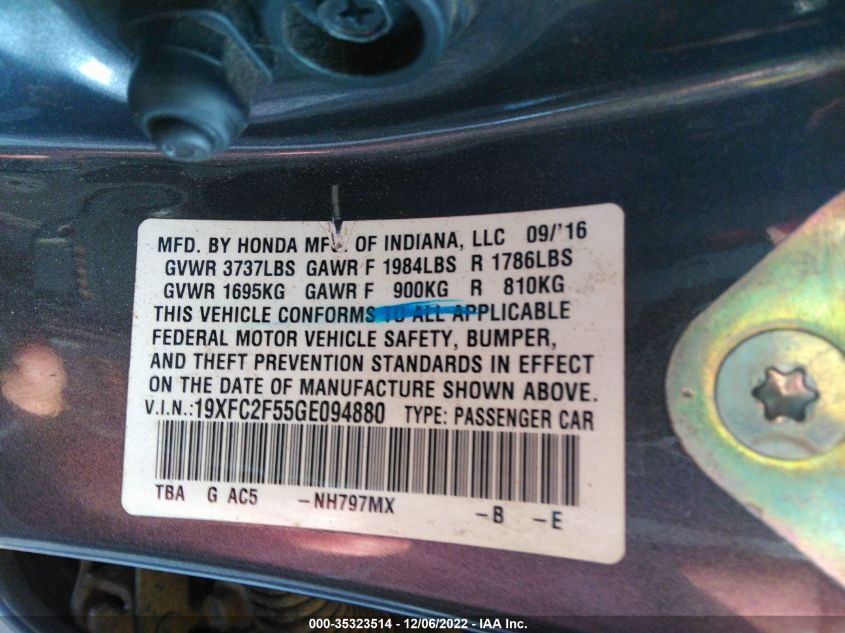 MFD. BY HONDA MFG. OF INDIANA, LLC 09/'16
GVWR 3737LBS GAWR F 1984LBS R 1786LBS
GVWR 1695KG GAWR F 900KG R 810KG
THIS VEHICLE CONFORMS TO ALL APPLICABLE
FEDERAL MOTOR VEHICLE SAFETY, BUMPER,
AND THEFT PREVENTION STANDARDS IN EFFECT
ON THE DATE OF MANUFACTURE SHOWN ABOVE.
V.I.N.:19XFC2F55GE094880 TYPE: PASSENGER CAR
TBA G AC5 -NH797MX -B -E
000-35323514 - 12/06/2022 - IAA Inc.